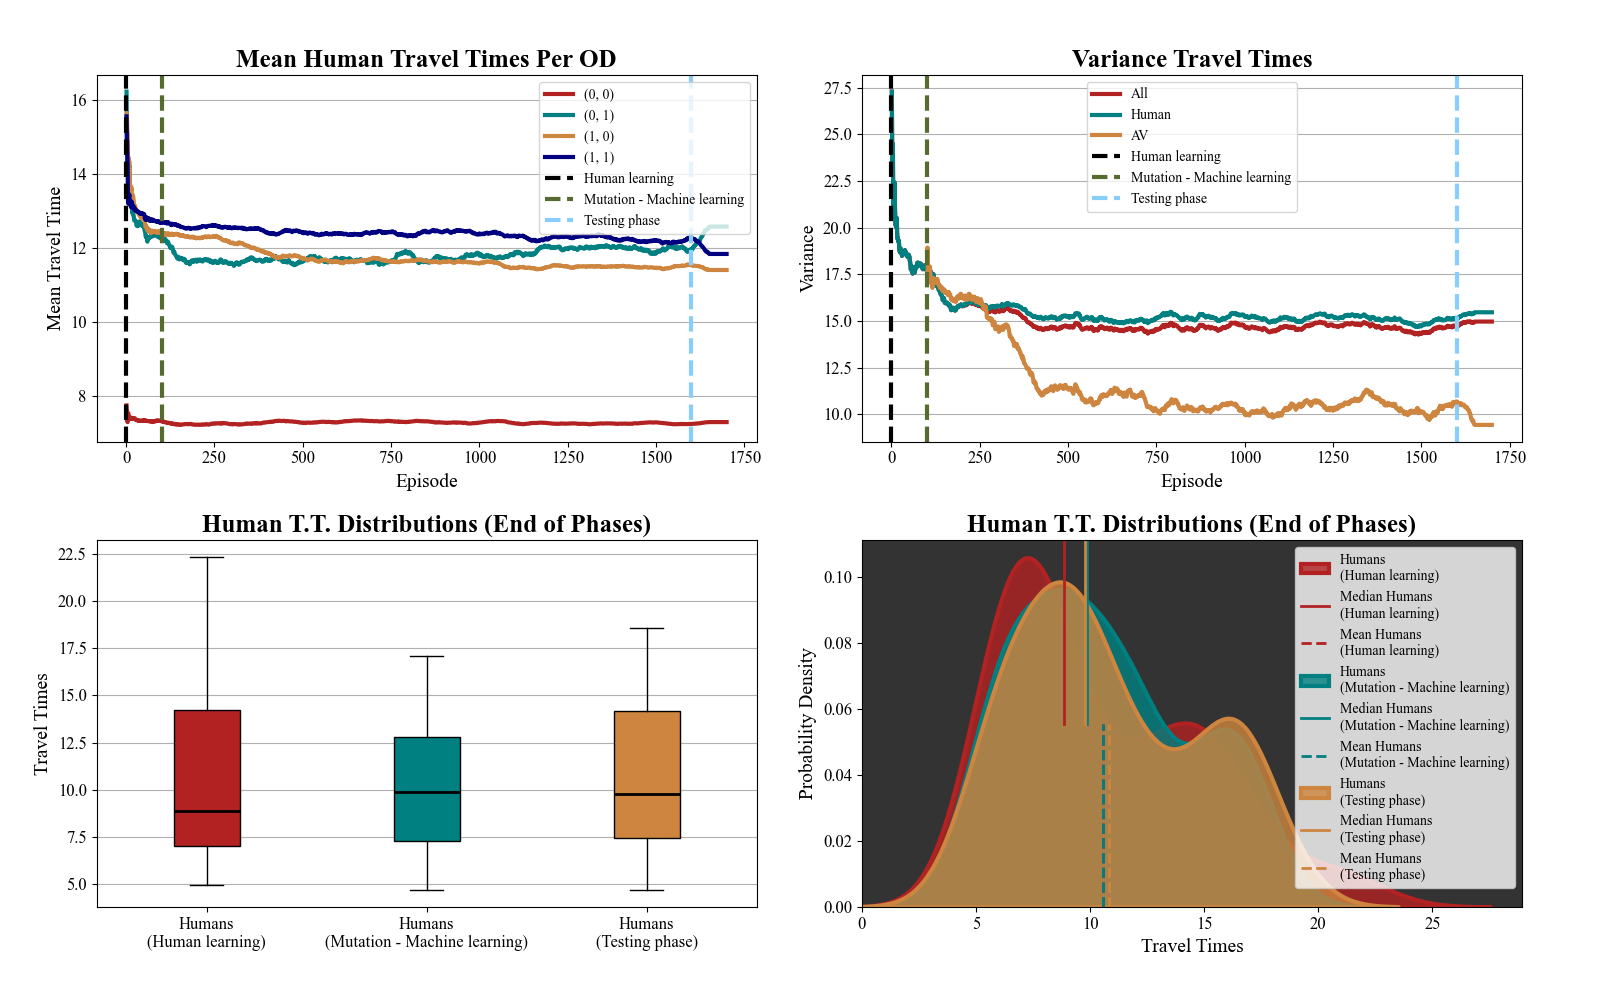 Mean Human Travel Times Per OD
Mean Travel Time
16
14
12
10
8
0
250
500
750
1000
1250
1500
1750
Episode
(0, 0)
(0, 1)
(1, 0)
(1, 1)
Human learning
Mutation - Machine learning
Testing phase
Variance Travel Times
Variance
27.5
25.0
22.5
20.0
17.5
15.0
12.5
10.0
0
250
500
750
1000
1250
1500
1750
Episode
All
Human
AV
Human learning
Mutation - Machine learning
Testing phase
Human T.T. Distributions (End of Phases)
Travel Times
22.5
20.0
17.5
15.0
12.5
10.0
7.5
5.0
Humans
(Human learning)
Humans
(Mutation - Machine learning)
Humans
(Testing phase)
Human T.T. Distributions (End of Phases)
Probability Density
0.10
0.08
0.06
0.04
0.02
0.00
0
5
10
15
20
25
Travel Times
Humans
(Human learning)
Median Humans
(Human learning)
Mean Humans
(Human learning)
Humans
(Mutation - Machine learning)
Median Humans
(Mutation - Machine learning)
Mean Humans
(Mutation - Machine learning)
Humans
(Testing phase)
Median Humans
(Testing phase)
Mean Humans
(Testing phase)